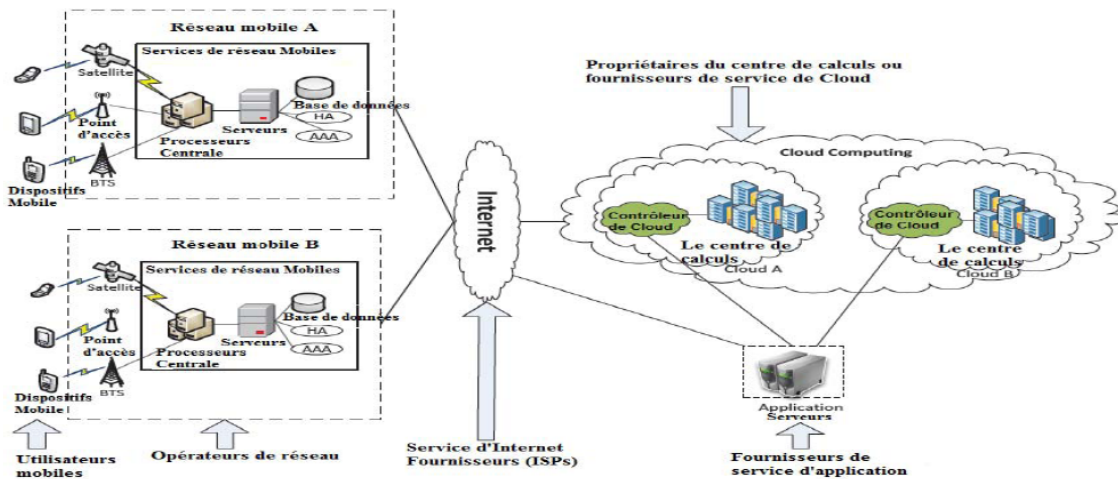 Réseau mobile A
Services de réseau Mobiles
Satellite
Point
d'accès
BTS
Dispositifs
Mobile
Processeurs
Centrale
Serveurs
Base de données
HA
AAA
Réseau mobile B
Services de réseau Mobiles
Satellite
Point
d'accès
BTS
Dispositifs
Mobile
Processeurs
Centrale
Serveurs
Base de données
HA
AAA
Utilisateurs
mobiles
Opérateurs de réseau
Internet
Service d'Internet
Fournisseurs (ISPs)
Propriétaires du centre de calculs ou
fournisseurs de service de Cloud
Cloud Computing
Contrôleur
de Cloud
Le centre de
calculs
Cloud A
Contrôleur
de Cloud
Le centre
de calculs
Cloud B
Application
Serveurs
Fournisseurs de
service d'application